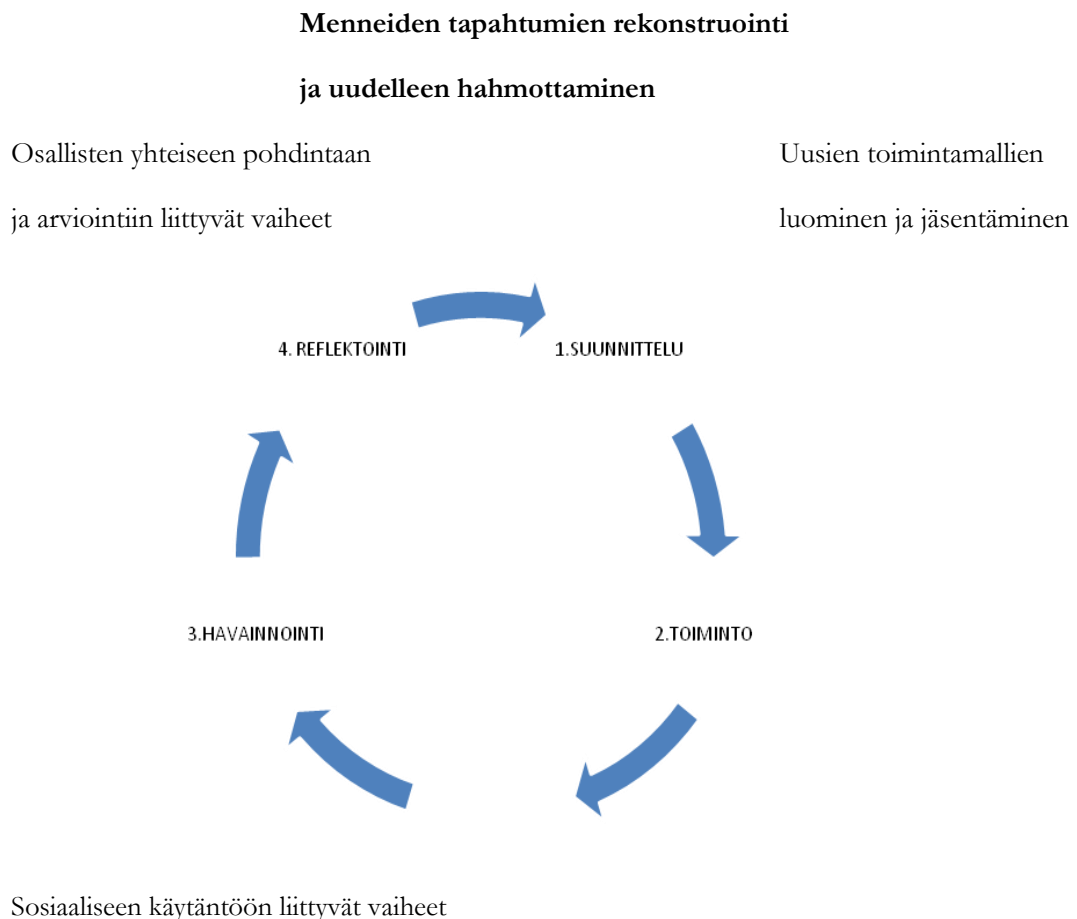 Menneiden tapahtumien rekonstruointi
ja uudelleen hahmottaminen
Osallisten yhteiseen pohdintaan
Uusien toimintamallien
ja arviointiin liittyvät vaiheet
luominen ja jäsentäminen
4. REFLEKTOINTI
1.SUUNNITTELU
3.HAVAINNOINTI
2.TOIMINTO
Sosiaaliseen käytäntöön liittyvät vaiheet